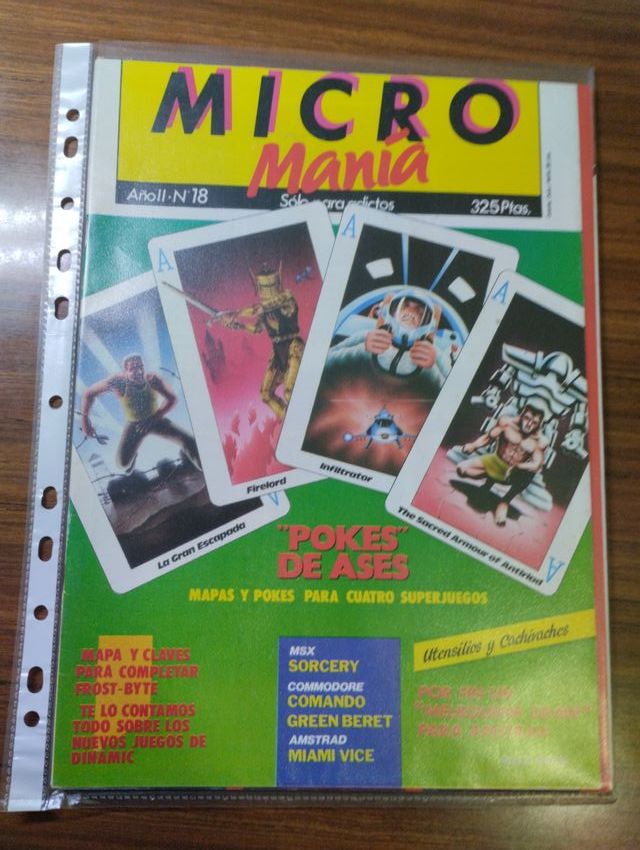 MICRO
Manía
Año II · Nº 18
Sólo para adictos
325 Ptas.
A
A
A
La Gran Escapada
A
Firelord
Infiltrator
The Sacred Armour of Antiriad
A
"POKES"
DE ASES
MAPAS Y POKES PARA CUATRO SUPERJUEGOS
MAPA Y CLAVES
PARA COMPLETAR
FROST-BYTE
TE LO CONTAMOS
TODO SOBRE LOS
NUEVOS JUEGOS DE
DINAMIC
MSX
SORCERY
COMMODORE
COMANDO
GREEN BERET
AMSTRAD
MIAMI VICE
Utensilios y Cachivaches
POR FIN UN
PARA